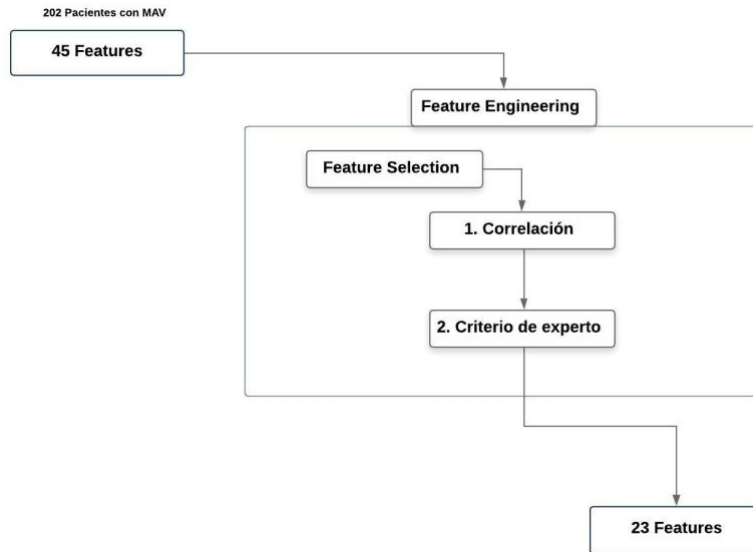 202 Pacientes con MAV
45 Features
Feature Engineering
Feature Selection
1. Correlación
2. Criterio de experto
23 Features